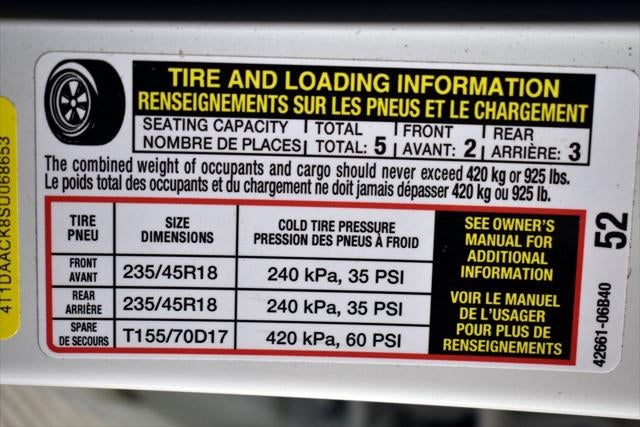 TIRE AND LOADING INFORMATION
RENSEIGNEMENTS SUR LES PNEUS ET LE CHARGEMENT
SEATING CAPACITY TOTAL FRONT REAR
NOMBRE DE PLACES TOTAL: 5 AVANT: 2 ARRIÈRE: 3
The combined weight of occupants and cargo should never exceed 420 kg or 925 lbs.
Le poids total des occupants et du chargement ne doit jamais dépasser 420 kg ou 925 lb.
TIRE SIZE COLD TIRE PRESSURE
PNEU DIMENSIONS PRESSION DES PNEUS À FROID
FRONT
AVANT 235/45R18 240 kPa, 35 PSI
REAR
ARRIÈRE 235/45R18 240 kPa, 35 PSI
SPARE
DE SECOURS T155/70D17 420 kPa, 60 PSI
SEE OWNER'S
MANUAL FOR
ADDITIONAL
INFORMATION
VOIR LE MANUEL
DE L'USAGER
POUR PLUS DE
RENSEIGNEMENTS
52
42661-06B40
4T1DAACK8SU068653